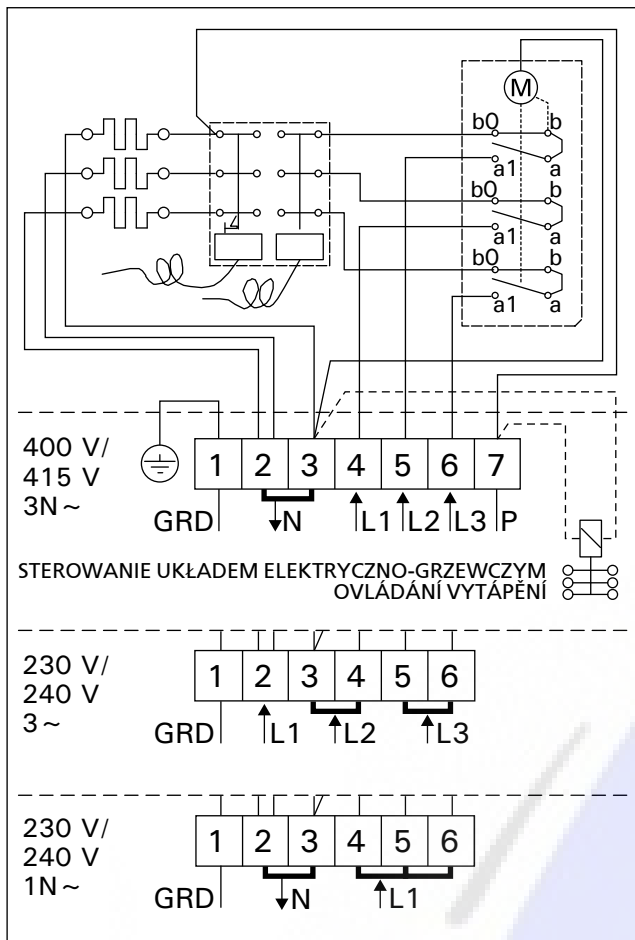 M
b0 b
a1 a
b0 b
a1 a
b0 b
a1 a
400 V/
415 V
3N~
1 2 3 4 5 6 7
GRD N L1 L2 L3 P
STEROWANIE UKŁADEM ELEKTRYCZNO-GRZEWCZYM
OVLÁDÁNÍ VYTÁPĚNÍ
230 V/
240 V
3~
1 2 3 4 5 6
GRD L1 L2 L3
230 V/
240 V
1N~
1 2 3 4 5 6
GRD N L1